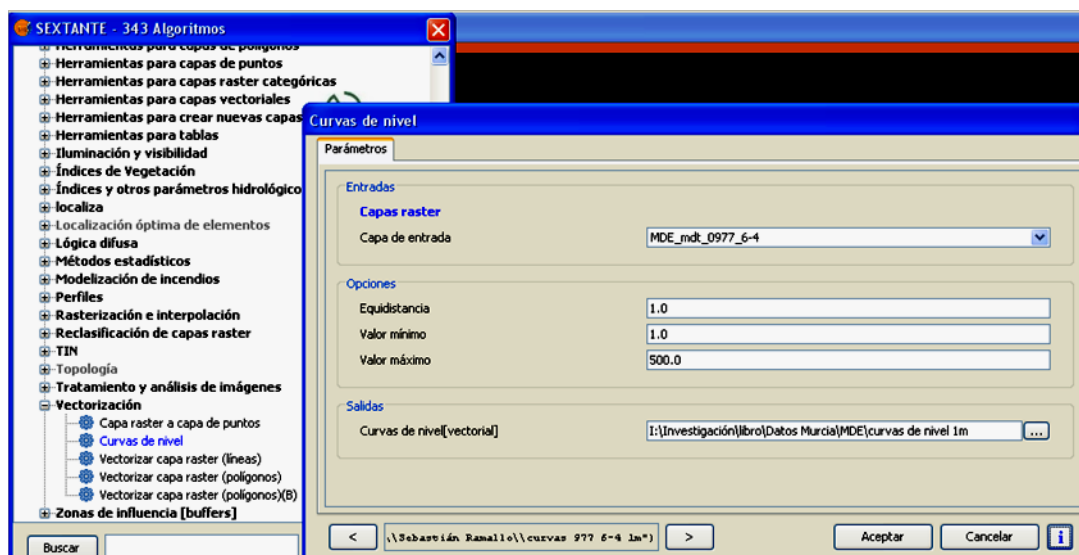 SEXTANTE - 343 Algoritmos
Herramientas para capas de polígonos
Herramientas para capas de puntos
Herramientas para capas raster categóricas
Herramientas para capas vectoriales
Herramientas para crear nuevas capas
Herramientas para tablas
Iluminación y visibilidad
Índices de Vegetación
Índices y otros parámetros hidrológico
localiza
Localización óptima de elementos
Lógica difusa
Métodos estadísticos
Modelización de incendios
Perfiles
Rasterización e interpolación
Reclasificación de capas raster
TIN
Topología
Tratamiento y análisis de imágenes
Vectorización
Capa raster a capa de puntos
Curvas de nivel
Vectorizar capa raster (líneas)
Vectorizar capa raster (polígonos)
Vectorizar capa raster (polígonos)(B)
Zonas de influencia [buffers]
Buscar
Curvas de nivel
Parámetros
Entradas
Capas raster
Capa de entrada MDE_mdt_0977_6-4
Opciones
Equidistancia 1.0
Valor mínimo 1.0
Valor máximo 500.0
Salidas
Curvas de nivel[vectorial] I:\Investigación\libro\Datos Murcia\MDE\curvas de nivel 1m ...
< .\\Sebastián Ramallo\\curvas 977 6-4 1m") > Aceptar Cancelar i